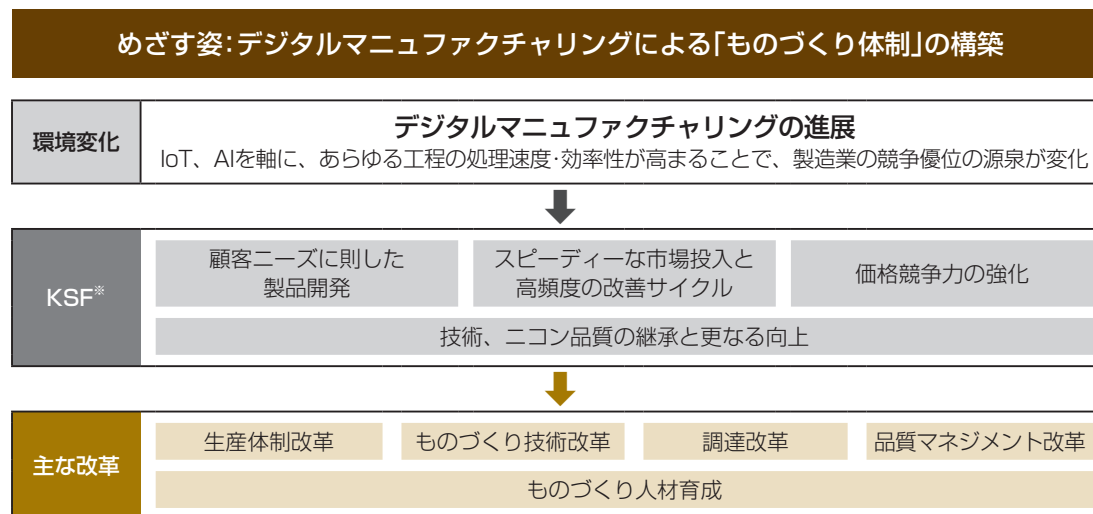 めざす姿：デジタルマニュファクチャリングによる「ものづくり体制」の構築
環境変化
デジタルマニュファクチャリングの進展
IoT、AIを軸に、あらゆる工程の処理速度・効率性が高まることで、製造業の競争優位の源泉が変化
KSF※
顧客ニーズに則した
製品開発
スピーディーな市場投入と
高頻度の改善サイクル
価格競争力の強化
技術、ニコン品質の継承と更なる向上
主な改革
生産体制改革
ものづくり技術改革
調達改革
品質マネジメント改革
ものづくり人材育成